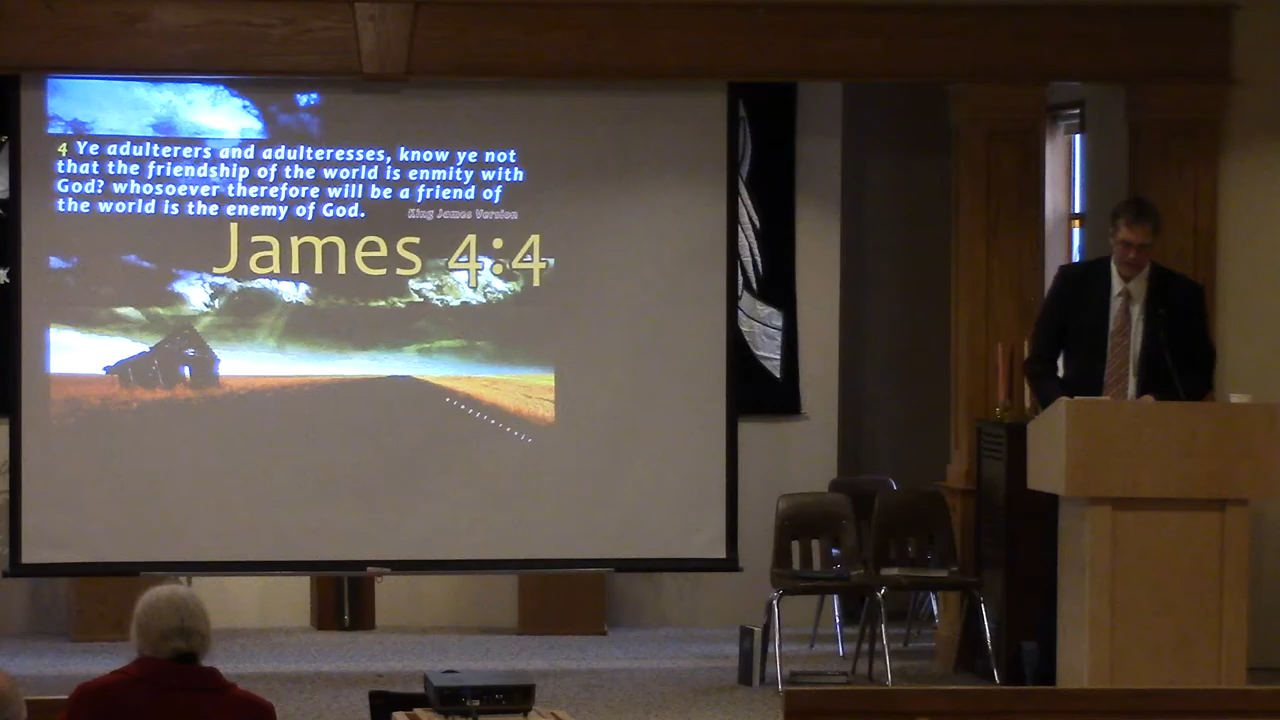 4 Ye adulterers and adulteresses, know ye not
that the friendship of the world is enmity with
God? whosoever therefore will be a friend of
the world is the enemy of God.
King James Version
James 4:4
K